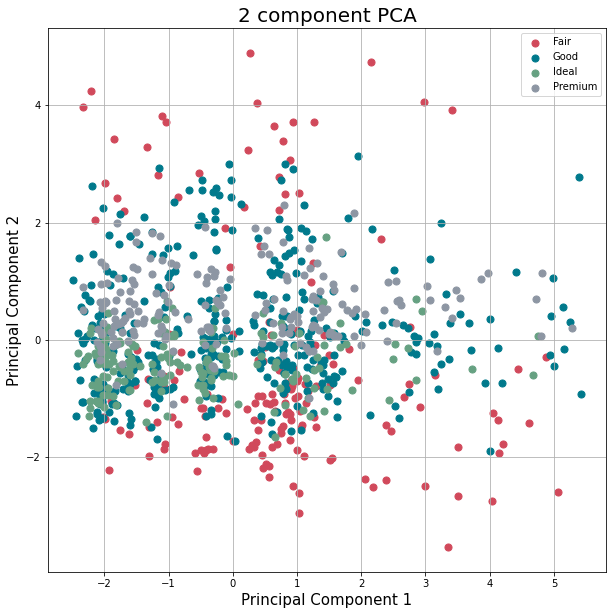 2 component PCA
Fair
Good
Ideal
Premium
Principal Component 2
4
2
0
−2
−2
−1
0
1
2
3
4
5
Principal Component 1